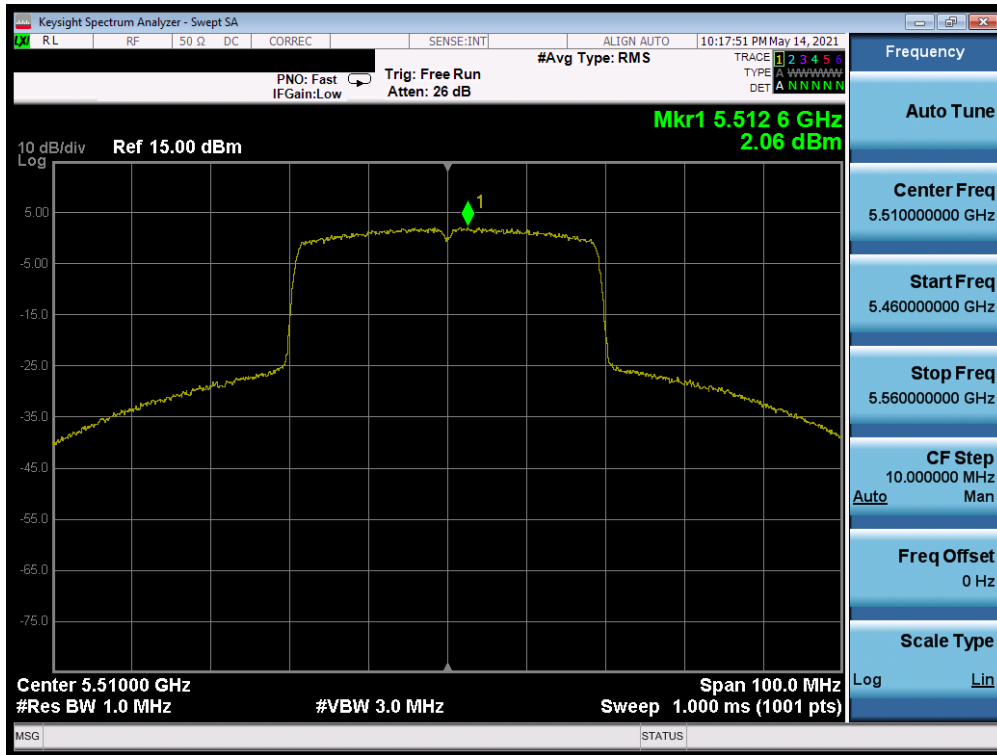 Keysight Spectrum Analyzer - Swept SA
LXI RL RF 50 Ω DC CORREC SENSE:INT ALIGN AUTO 10:17:51 PM May 14, 2021
#Avg Type: RMS
TRACE 1 2 3 4 5 6
PNO: Fast Trig: Free Run
TYPE A WWWWW
IFGain:Low Atten: 26 dB
DET A N N N N N
Mkr1 5.512 6 GHz
2.06 dBm
10 dB/div Ref 15.00 dBm
Log
1
5.00
-5.00
-15.0
-25.0
-35.0
-45.0
-55.0
-65.0
-75.0
Center 5.51000 GHz Span 100.0 MHz
#Res BW 1.0 MHz #VBW 3.0 MHz Sweep 1.000 ms (1001 pts)
MSG STATUS
Frequency
Auto Tune
Center Freq
5.510000000 GHz
Start Freq
5.460000000 GHz
Stop Freq
5.560000000 GHz
CF Step
10.000000 MHz
Auto Man
Freq Offset
0 Hz
Scale Type
Log Lin